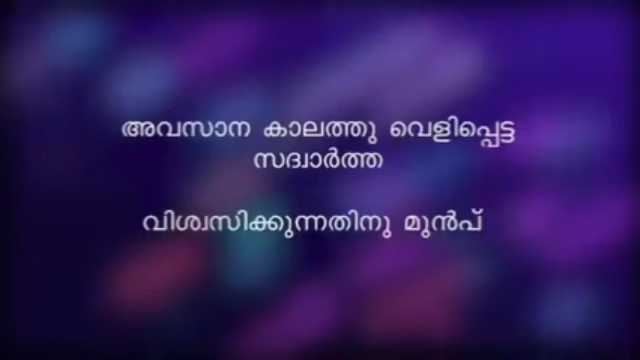 അവസാന കാലത്തു വെളിപ്പെട്ട
സദ്വാർത്ത
വിശ്വസിക്കുന്നതിനു മുൻപ്